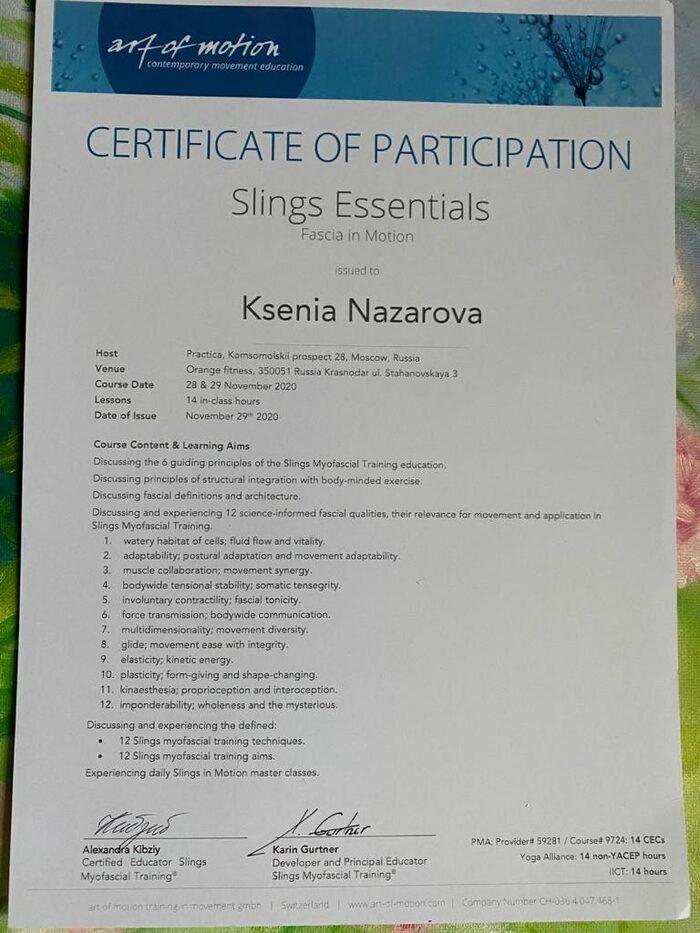 art of motion
contemporary movement education
CERTIFICATE OF PARTICIPATION
Slings Essentials
Fascia in Motion
issued to
Ksenia Nazarova
Host Practica, Komsomolskii prospect 28, Moscow, Russia
Venue Orange fitness, 350051 Russia Krasnodar ul. Stahanovskaya 3
Course Date 28 & 29 November 2020
Lessons 14 in-class hours
Date of Issue November 29th 2020
Course Content & Learning Aims
Discussing the 6 guiding principles of the Slings Myofascial Training education.
Discussing principles of structural integration with body-minded exercise.
Discussing fascial definitions and architecture.
Discussing and experiencing 12 science-informed fascial qualities, their relevance for movement and application in
Slings Myofascial Training.
1. watery habitat of cells; fluid flow and vitality.
2. adaptability; postural adaptation and movement adaptability.
3. muscle collaboration; movement synergy.
4. bodywide tensional stability; somatic tensegrity.
5. involuntary contractility; fascial tonicity.
6. force transmission; bodywide communication.
7. multidimensionality; movement diversity.
8. glide; movement ease with integrity.
9. elasticity; kinetic energy.
10. plasticity; form-giving and shape-changing.
11. kinaesthesia; proprioception and interoception.
12. imponderability; wholeness and the mysterious.
Discussing and experiencing the defined:
• 12 Slings myofascial training techniques.
• 12 Slings myofascial training aims.
Experiencing daily Slings in Motion master classes.
K. Gurtner
Alexandra Kibziy
Certified Educator Slings
Myofascial Training®
Karin Gurtner
Developer and Principal Educator
Slings Myofascial Training®
PMA: Provider# 59281 / Course# 9724: 14 CECs
Yoga Alliance: 14 non-YACEP hours
IICT: 14 hours
art of motion training in movement gmbh | Switzerland | www.art-of-motion.com | Company Number CH-036.4.047.468-1